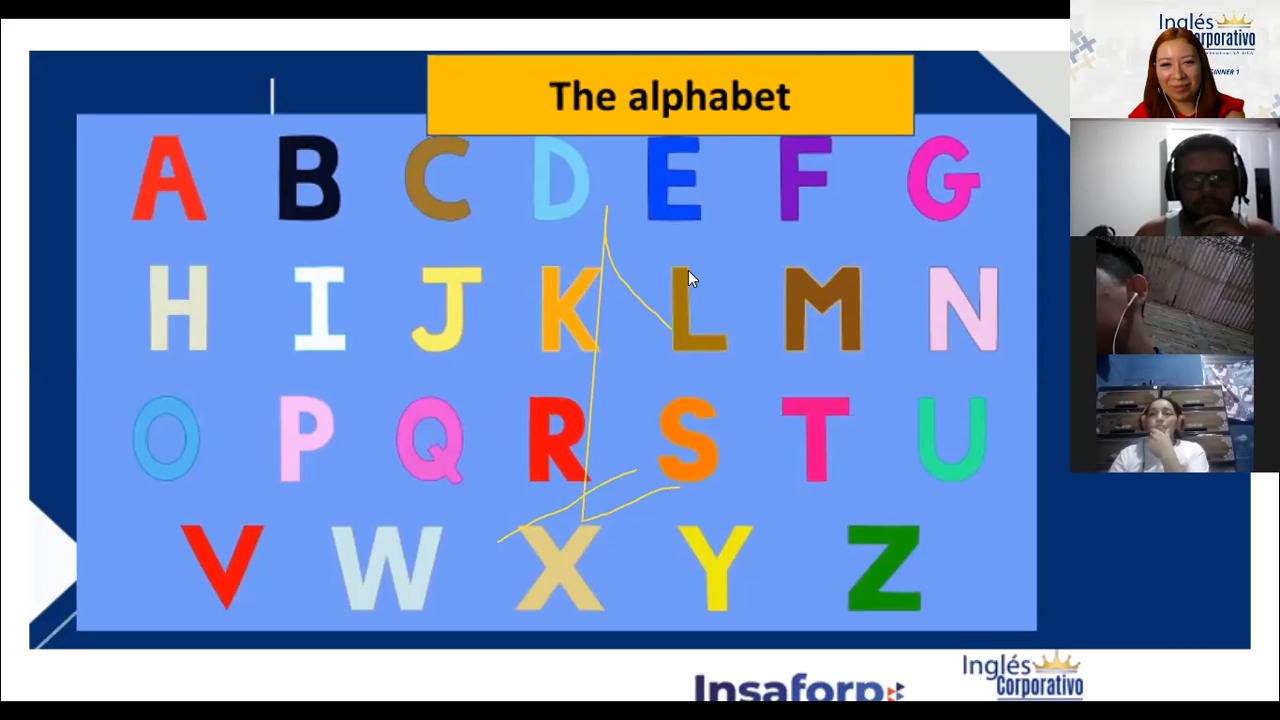 The alphabet
A B C D E F G
H I J K L M N
O P Q R S T U
V W X Y Z
Inglés
Corporativo
Insaforp
Inglés
Corporativo